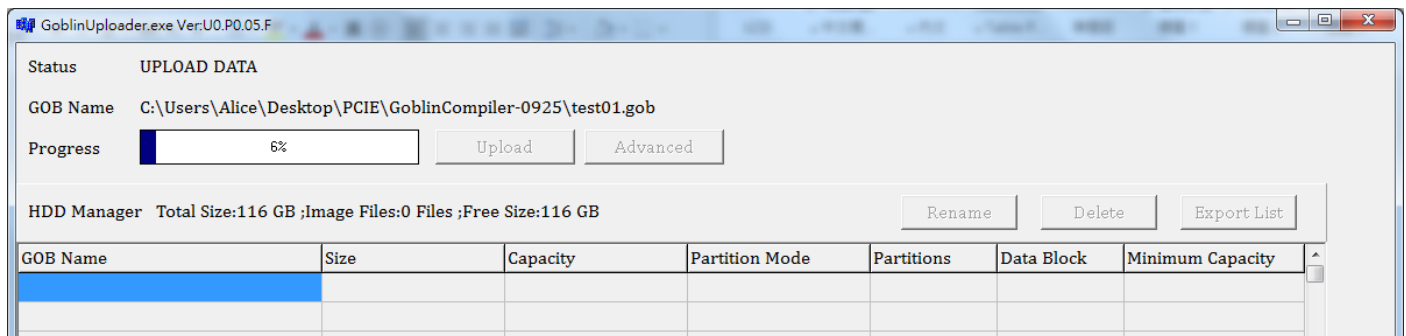 GoblinUploader.exe Ver:U0.P0.05.F
Status UPLOAD DATA
GOB Name C:\Users\Alice\Desktop\PCIE\GoblinCompiler-0925\test01.gob
Progress 6% Upload Advanced
HDD Manager Total Size:116 GB ;Image Files:0 Files ;Free Size:116 GB Rename Delete Export List
GOB Name Size Capacity Partition Mode Partitions Data Block Minimum Capacity